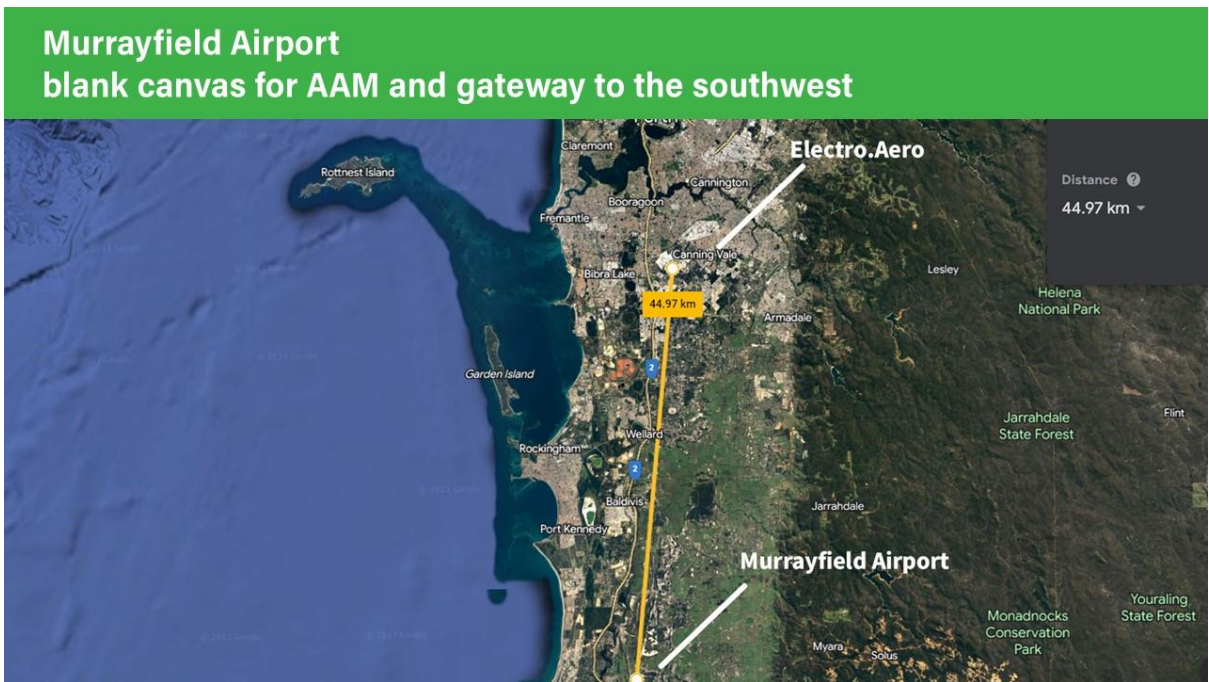 Murrayfield Airport
blank canvas for AAM and gateway to the southwest
Claremont
Electro.Aero
Rottnest Island
Distance
Cannington
44.97 km
Booragoon
Fremantle
Canning Vale
Bibra Lake
Lesley
Helena
National Park
44.97 km
Armadale
2
Garden Island
Jarrahdale
State Forest
Flint
Wellard
Rockingham
2
Baldivis
Jarrahdale
Port Kennedy
Murrayfield Airport
Youraling
State Forest
Monadnocks
Conservation
Park
Myara
Solus